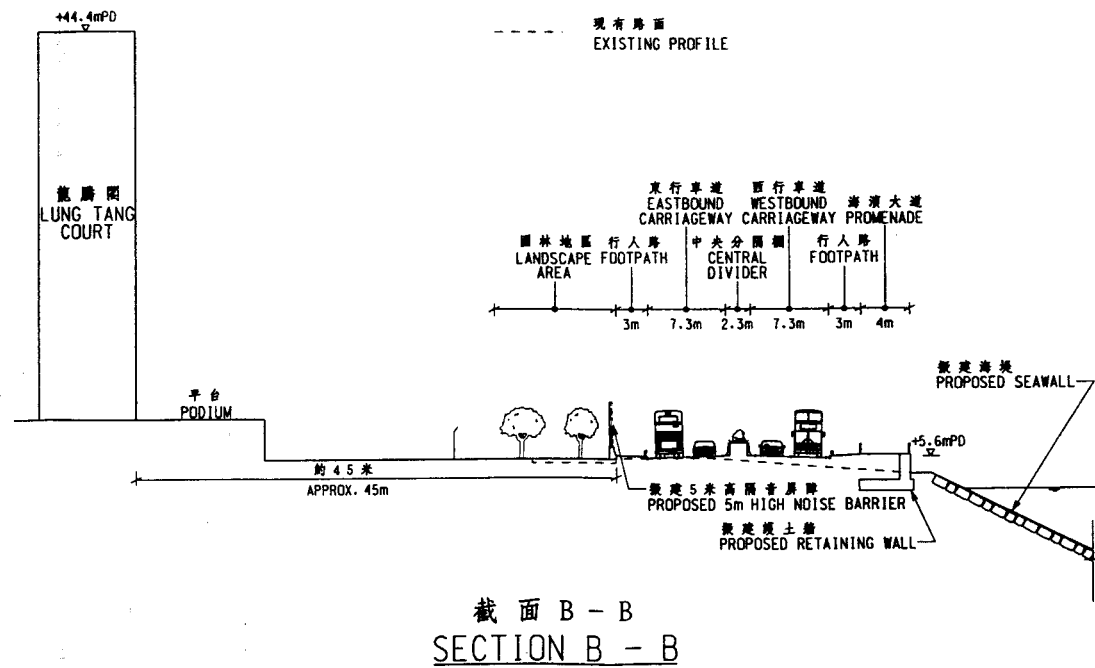 +44.4mPD
現有路面
EXISTING PROFILE
龍騰閣
LUNG TANG
COURT
東行車道
EASTBOUND
CARRIAGEWAY
西行車道
WESTBOUND
CARRIAGEWAY
海濱大道
PROMENADE
園林地區
LANDSCAPE
AREA
行人路
FOOTPATH
中央分隔欄
CENTRAL
DIVIDER
行人路
FOOTPATH
3m
7.3m
2.3m
7.3m
3m
4m
擬建海堤
PROPOSED SEAWALL
平台
PODIUM
+5.6mPD
約45米
APPROX. 45m
擬建5米高隔音屏障
PROPOSED 5m HIGH NOISE BARRIER
擬建護土牆
PROPOSED RETAINING WALL
截面 B - B
SECTION B - B